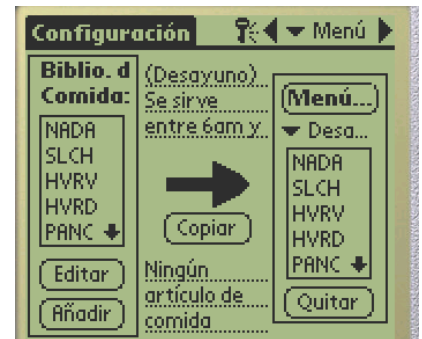 Configuración
Menú
Biblio. d
Comida:
NADA
SLCH
HVRV
HVRD
PANC
Editar
Añadir
(Desayuno)
Se sirve
entre 6am y
Copiar
Ningún
artículo de
comida
Menú...
Desa...
NADA
SLCH
HVRV
HVRD
PANC
Quitar